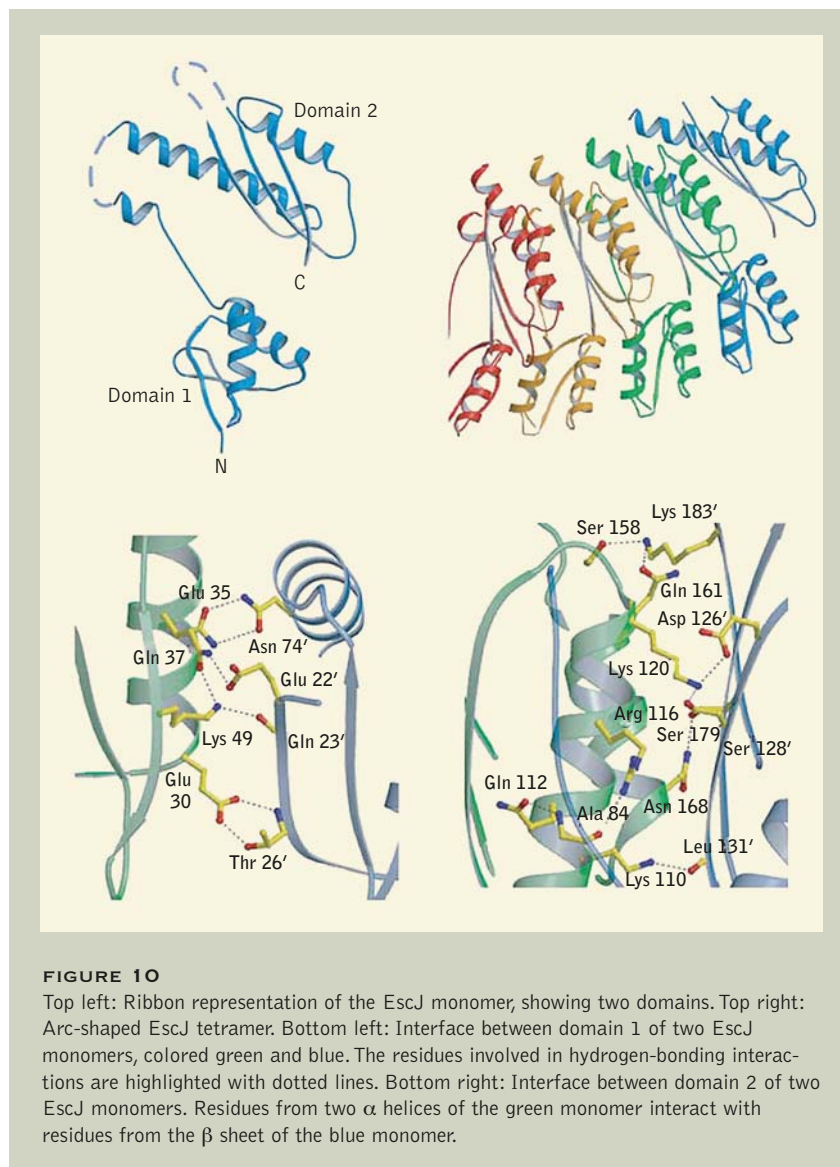 Domain 2
C
Domain 1
N
Glu 35
Gln 37
Asn 74′
Glu 22′
Lys 49
Gln 23′
Glu
30
Thr 26′
Ser 158
Lys 183′
Gln 161
Asp 126′
Lys 120
Arg 116
Ser 179
Ser 128′
Gln 112
Ala 84
Asn 168
Leu 131′
Lys 110
FIGURE 10
Top left: Ribbon representation of the EscJ monomer, showing two domains. Top right:
Arc-shaped EscJ tetramer. Bottom left: Interface between domain 1 of two EscJ
monomers, colored green and blue. The residues involved in hydrogen-bonding interac-
tions are highlighted with dotted lines. Bottom right: Interface between domain 2 of two
EscJ monomers. Residues from two α helices of the green monomer interact with
residues from the β sheet of the blue monomer.